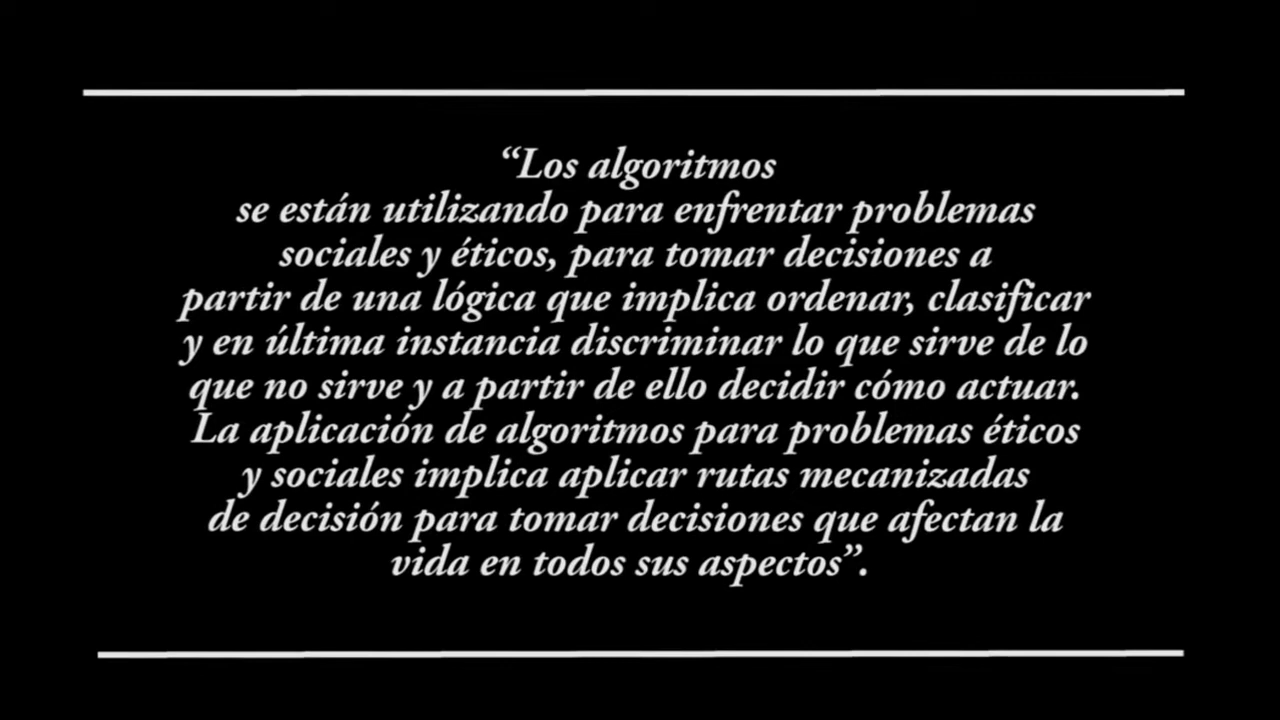 “Los algoritmos
se están utilizando para enfrentar problemas
sociales y éticos, para tomar decisiones a
partir de una lógica que implica ordenar, clasificar
y en última instancia discriminar lo que sirve de lo
que no sirve y a partir de ello decidir cómo actuar.
La aplicación de algoritmos para problemas éticos
y sociales implica aplicar rutas mecanizadas
de decisión para tomar decisiones que afectan la
vida en todos sus aspectos”.